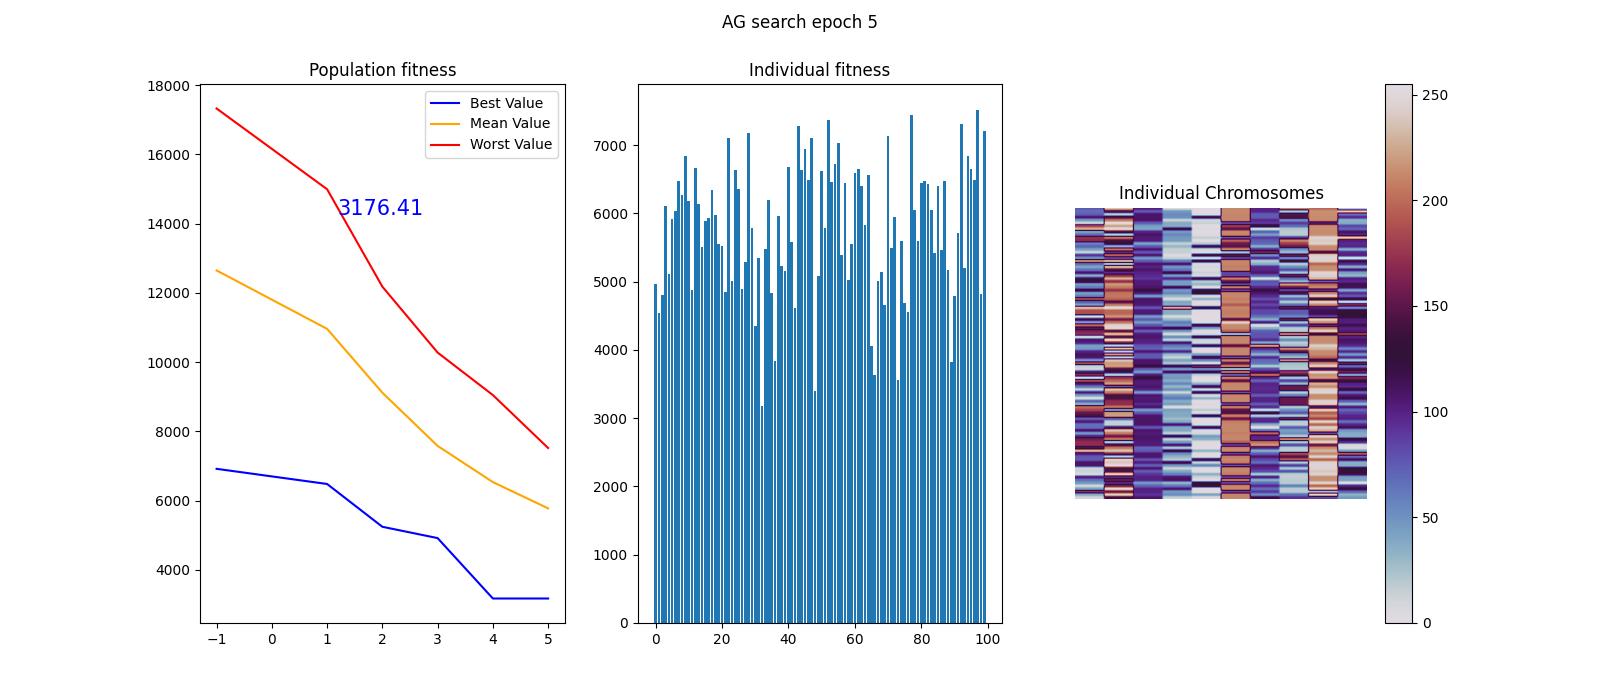 AG search epoch 5
Population fitness
18000
16000
14000
12000
10000
8000
6000
4000
−1 0 1 2 3 4 5
Best Value
Mean Value
Worst Value
3176.41
Individual fitness
7000
6000
5000
4000
3000
2000
1000
0
0 20 40 60 80 100
Individual Chromosomes
250
200
150
100
50
0